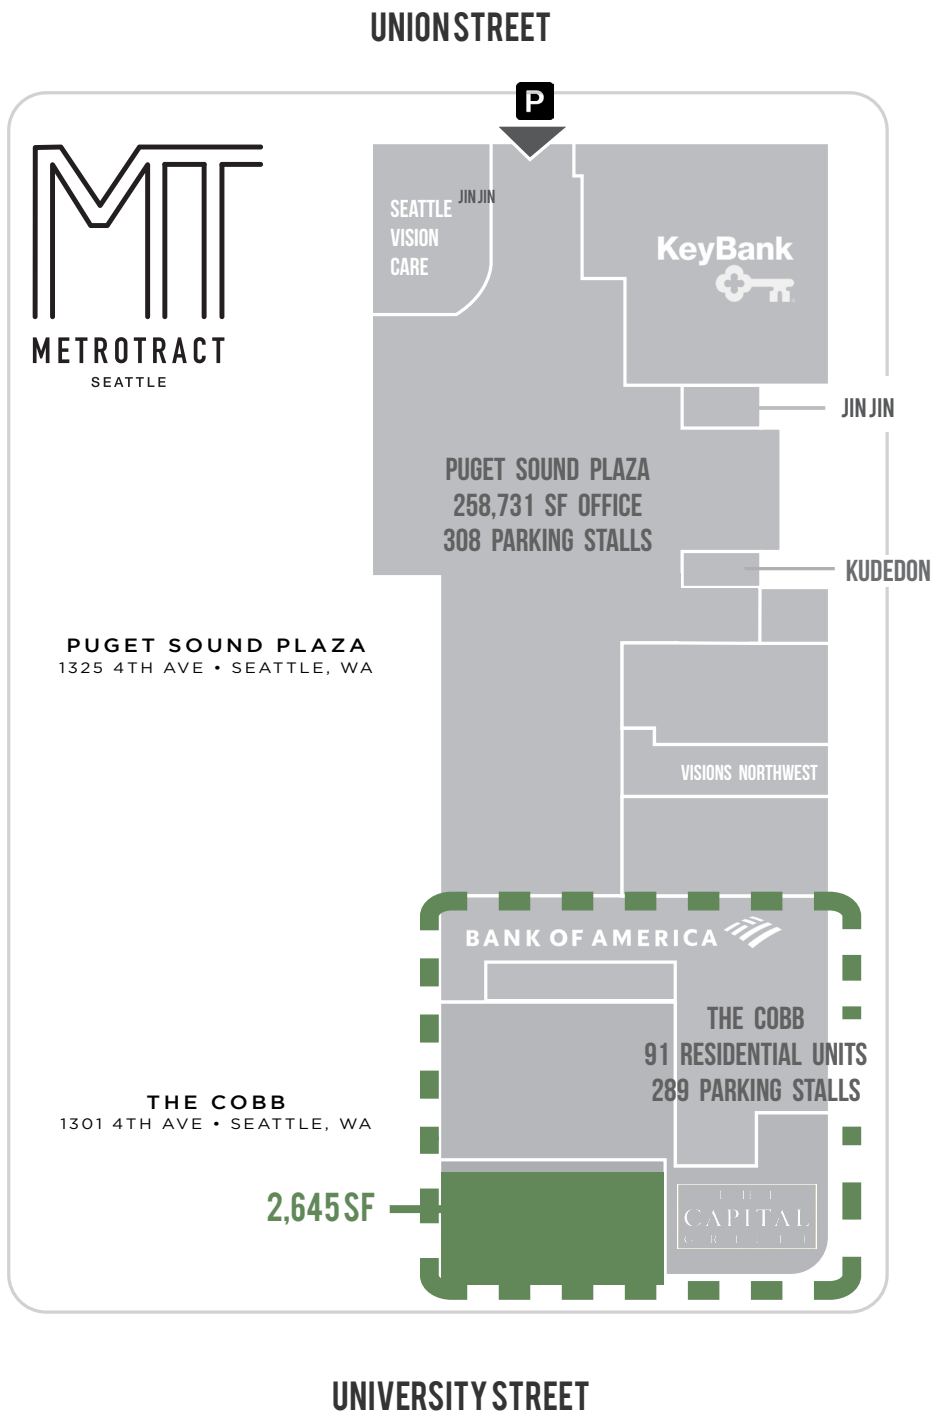 UNION STREET
P
METROTRACT
SEATTLE
JIN JIN
SEATTLE
VISION
CARE
KeyBank
JIN JIN
PUGET SOUND PLAZA
258,731 SF OFFICE
308 PARKING STALLS
KUDEDON
PUGET SOUND PLAZA
1325 4TH AVE • SEATTLE, WA
VISIONS NORTHWEST
BANK OF AMERICA
THE COBB
91 RESIDENTIAL UNITS
289 PARKING STALLS
THE COBB
1301 4TH AVE • SEATTLE, WA
2,645 SF
THE
CAPITAL
GRILLE
UNIVERSITY STREET